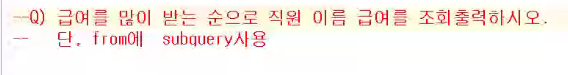 --Q) 급여를 많이 받는 순으로 직원 이름 급여를 조회출력하시오.
-- 단, from에 subquery사용